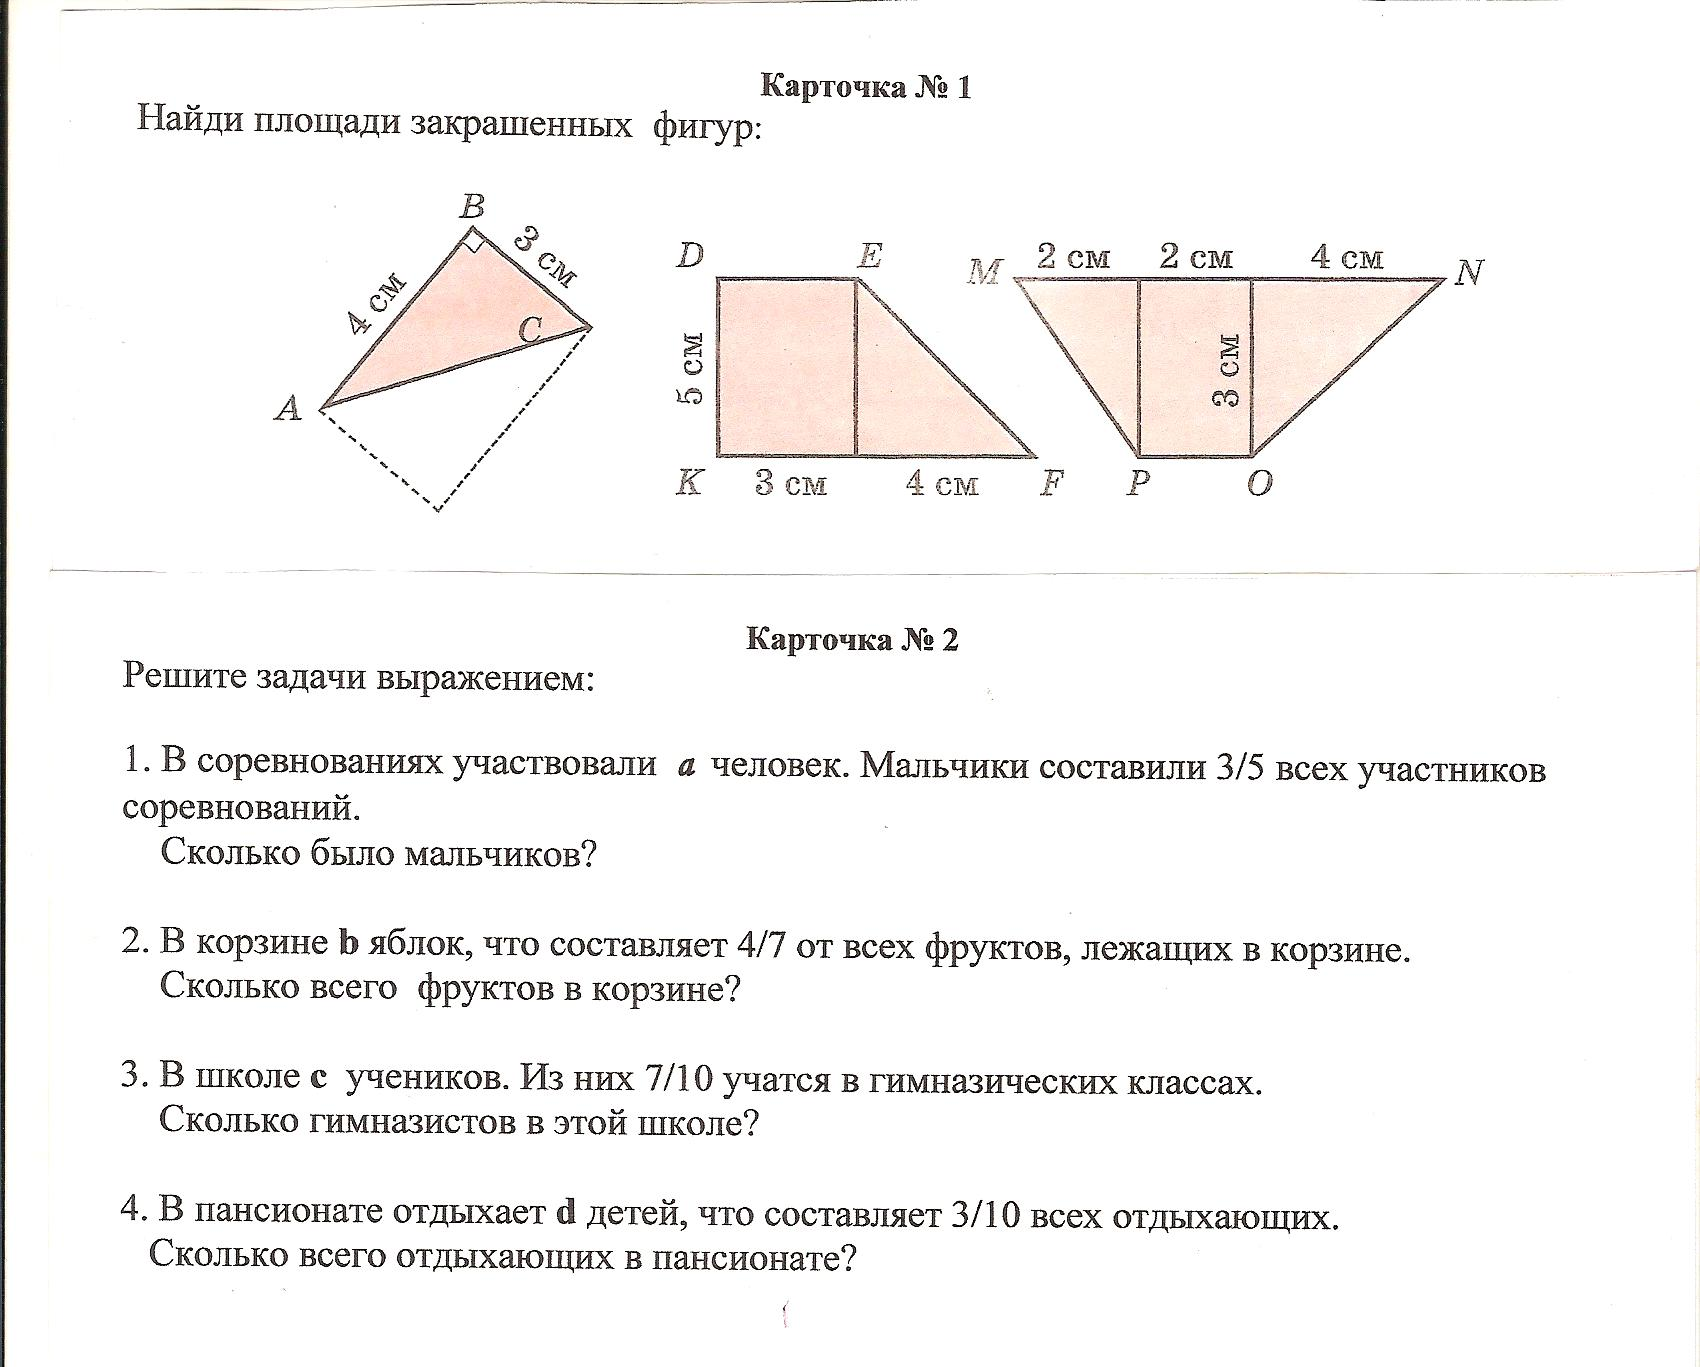 Карточка № 1
Найди площади закрашенных фигур:
B
3 см
4 см
C
A
D E
5 см
K 3 см 4 см F
M 2 см 2 см 4 см N
3 см
P O
Карточка № 2
Решите задачи выражением:
1. В соревнованиях участвовали a человек. Мальчики составили 3/5 всех участников
соревнований.
Сколько было мальчиков?
2. В корзине b яблок, что составляет 4/7 от всех фруктов, лежащих в корзине.
Сколько всего фруктов в корзине?
3. В школе с учеников. Из них 7/10 учатся в гимназических классах.
Сколько гимназистов в этой школе?
4. В пансионате отдыхает d детей, что составляет 3/10 всех отдыхающих.
Сколько всего отдыхающих в пансионате?